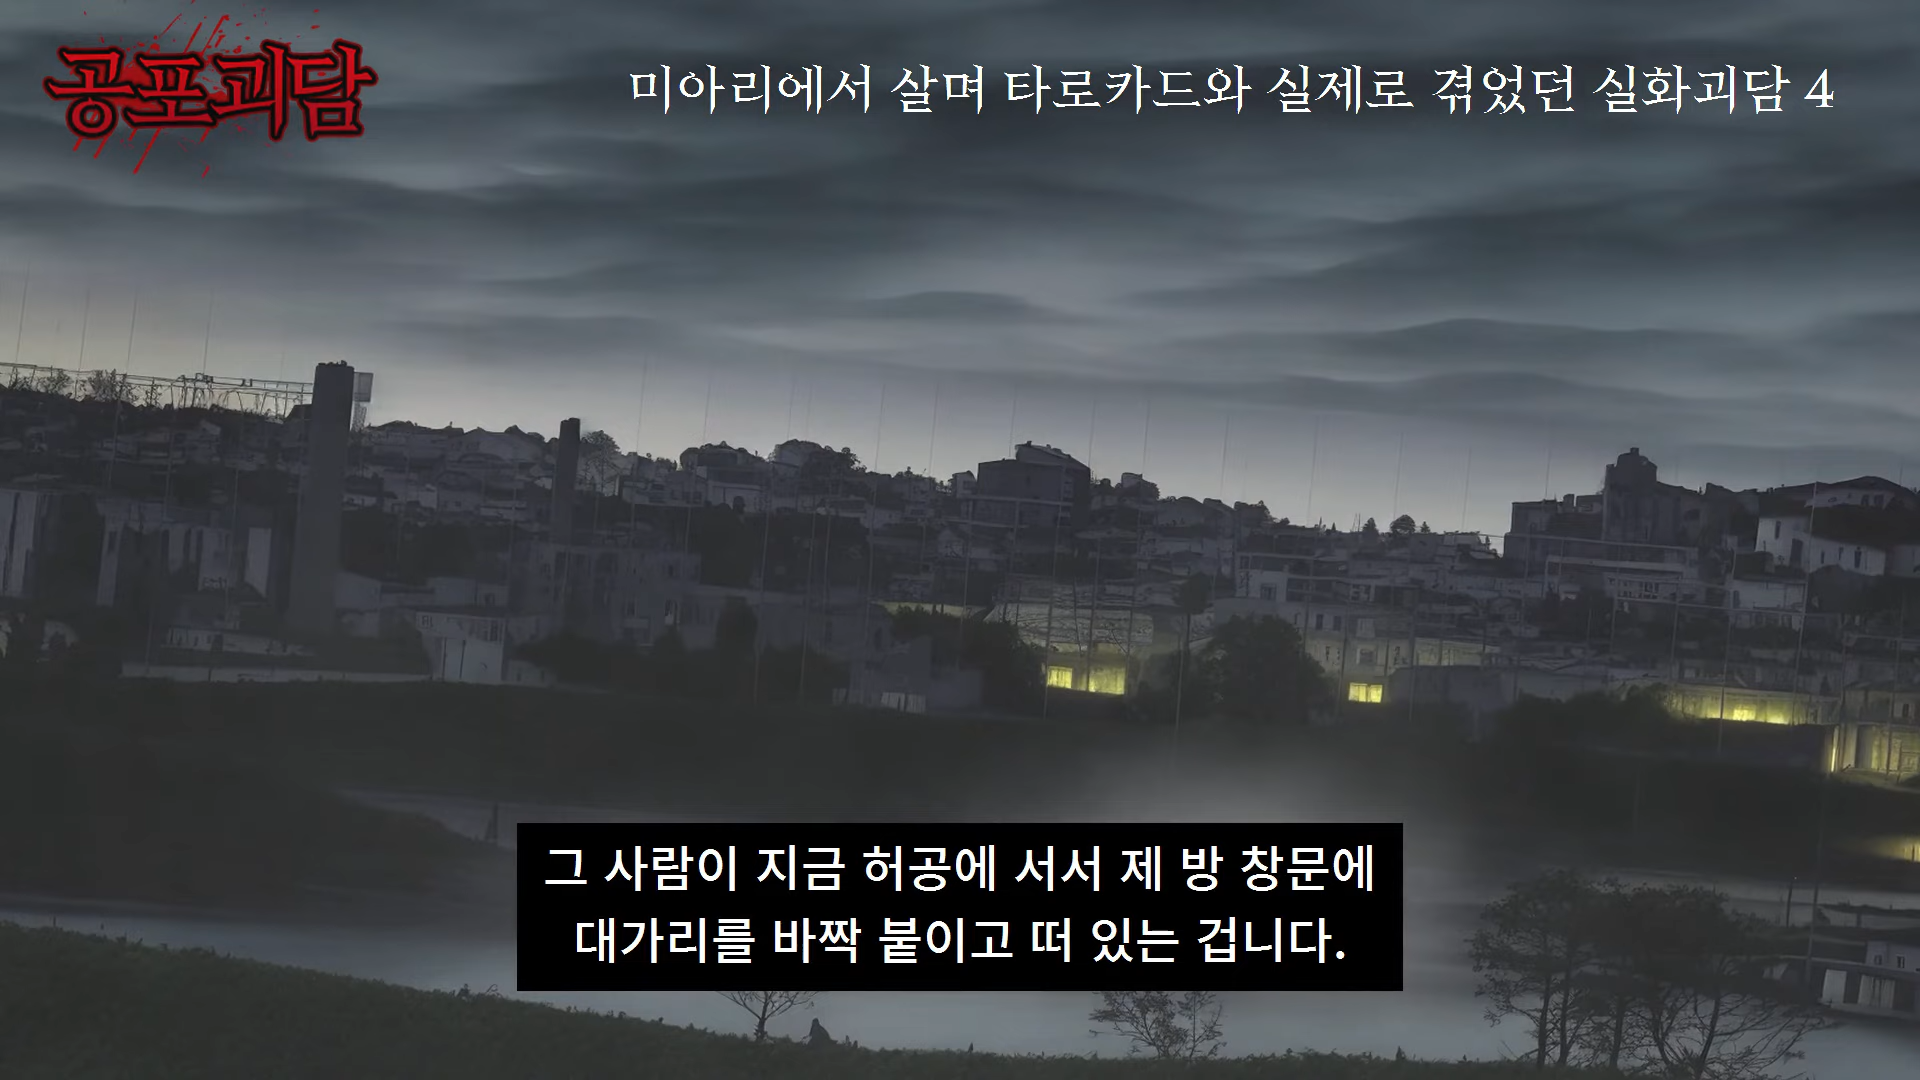 공포괴담
미아리에서 살며 타로카드와 실제로 겪었던 실화괴담 4
그 사람이 지금 허공에 서서 제 방 창문에
대가리를 바짝 붙이고 떠 있는 겁니다.